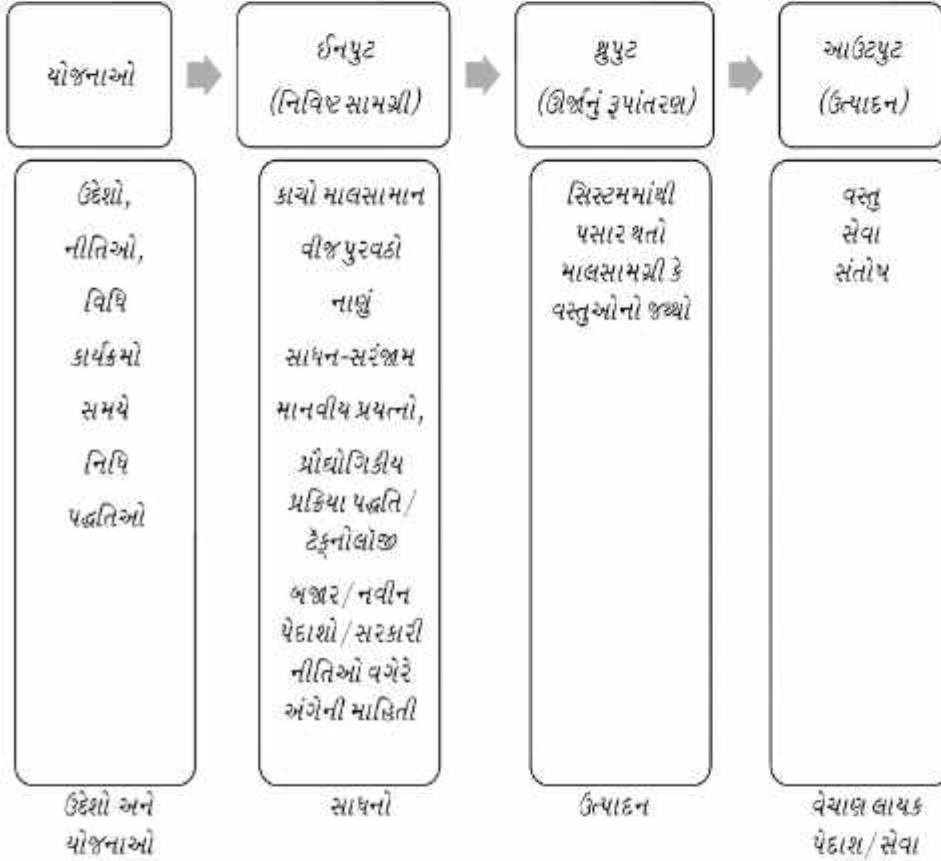 યોજનાઓ
ઈનપુટ
(નિવિષ્ટ સામગ્રી)
થ્રુપુટ
(ઊર્જાનું રૂપાંતરણ)
આઉટપુટ
(ઉત્પાદન)
ઉદ્દેશો,
નીતિઓ,
વિધિ
કાર્યક્રમો
સમયે
નિધિ
પદ્ધતિઓ
કાચો માલસામાન
વીજ પુરવઠો
નાણું
સાધન-સરંજામ
માનવીય પ્રયત્નો,
પ્રૌદ્યોગિકીય
પ્રક્રિયા પદ્ધતિ /
ટૅક્નોલૉજી
બજાર / નવીન
પેદાશો / સરકારી
નીતિઓ વગેરે
અંગેની માહિતી
સિસ્ટમમાંથી
પસાર થતો
માલસામગ્રી કે
વસ્તુઓનો જથ્થો
વસ્તુ
સેવા
સંતોષ
ઉદ્દેશો અને
યોજનાઓ
સાધનો
ઉત્પાદન
વેચાણ લાયક
પેદાશ / સેવા